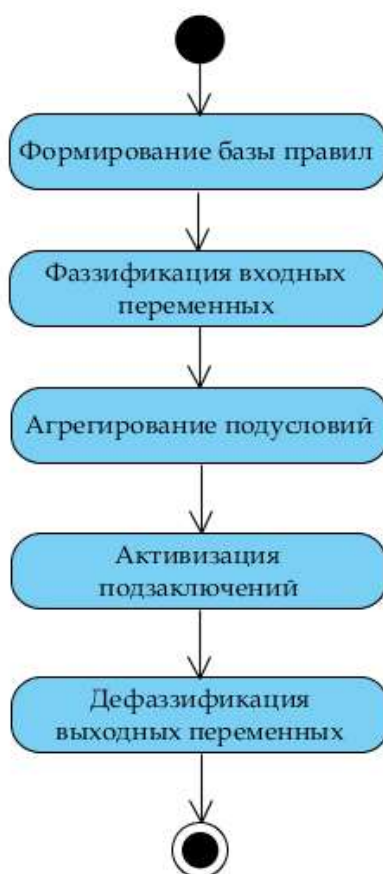 Формирование базы правил
Фаззификация входных
переменных
Агрегирование подусловий
Активизация
подзаключений
Дефаззификация
выходных переменных